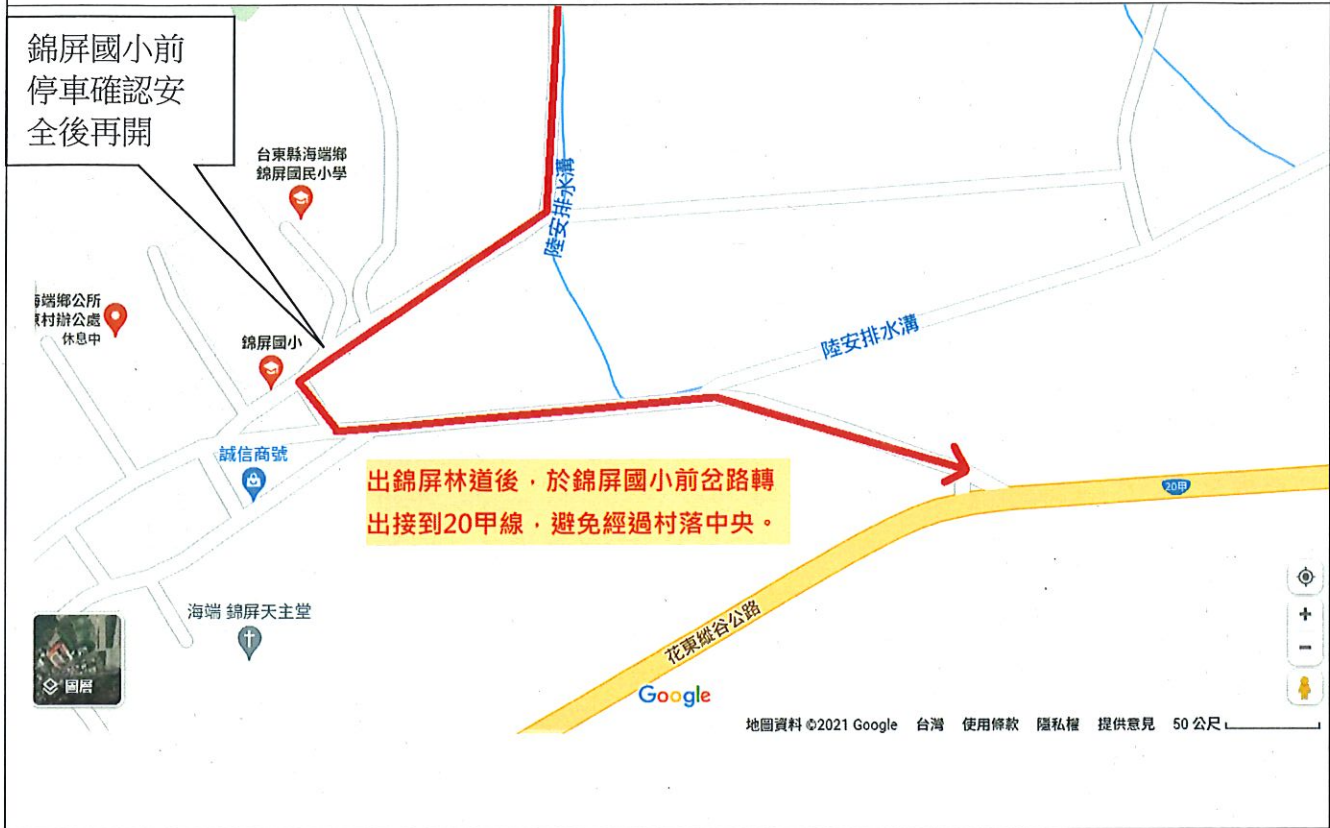 錦屏國小前
停車確認安
全後再開
台東縣海端鄉
錦屏國民小學
陸安排水溝
海端鄉公所
村辦公處
休息中
錦屏國小
陸安排水溝
誠信商號
出錦屏林道後，於錦屏國小前岔路轉
出接到20甲線，避免經過村落中央。
20甲
海端 錦屏天主堂
花東縱谷公路
圖層
Google
地圖資料 ©2021 Google 台灣 使用條款 隱私權 提供意見 50 公尺